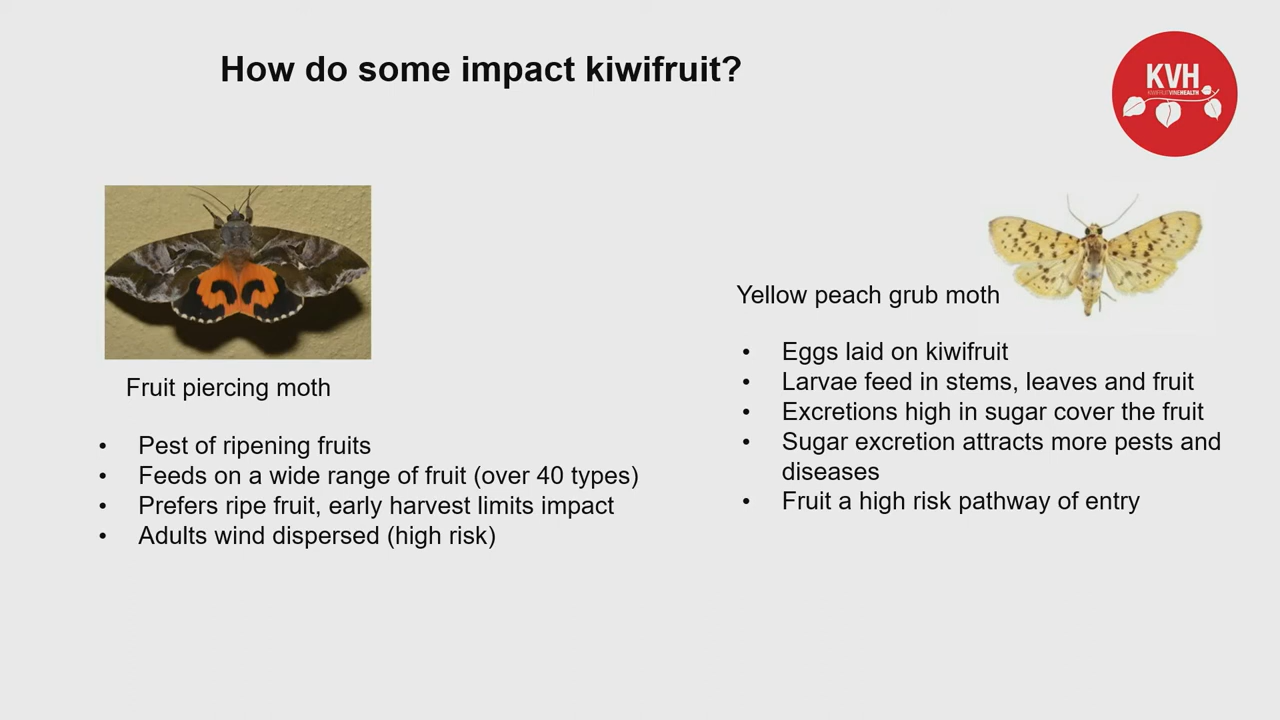 How do some impact kiwifruit?
KVH
KIWIFRUITVINEHEALTH
Fruit piercing moth
• Pest of ripening fruits
• Feeds on a wide range of fruit (over 40 types)
• Prefers ripe fruit, early harvest limits impact
• Adults wind dispersed (high risk)
Yellow peach grub moth
• Eggs laid on kiwifruit
• Larvae feed in stems, leaves and fruit
• Excretions high in sugar cover the fruit
• Sugar excretion attracts more pests and
diseases
• Fruit a high risk pathway of entry